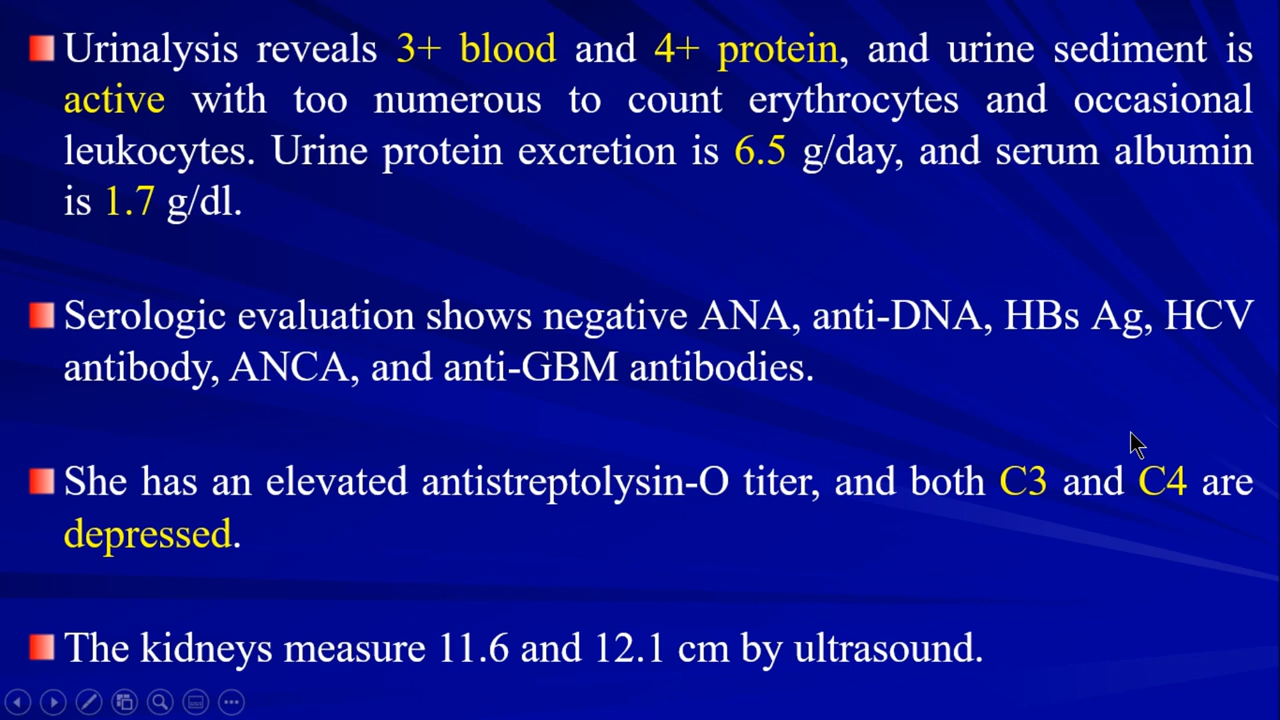 Urinalysis reveals 3+ blood and 4+ protein, and urine sediment is
active with too numerous to count erythrocytes and occasional
leukocytes. Urine protein excretion is 6.5 g/day, and serum albumin
is 1.7 g/dl.
Serologic evaluation shows negative ANA, anti-DNA, HBs Ag, HCV
antibody, ANCA, and anti-GBM antibodies.
She has an elevated antistreptolysin-O titer, and both C3 and C4 are
depressed.
The kidneys measure 11.6 and 12.1 cm by ultrasound.